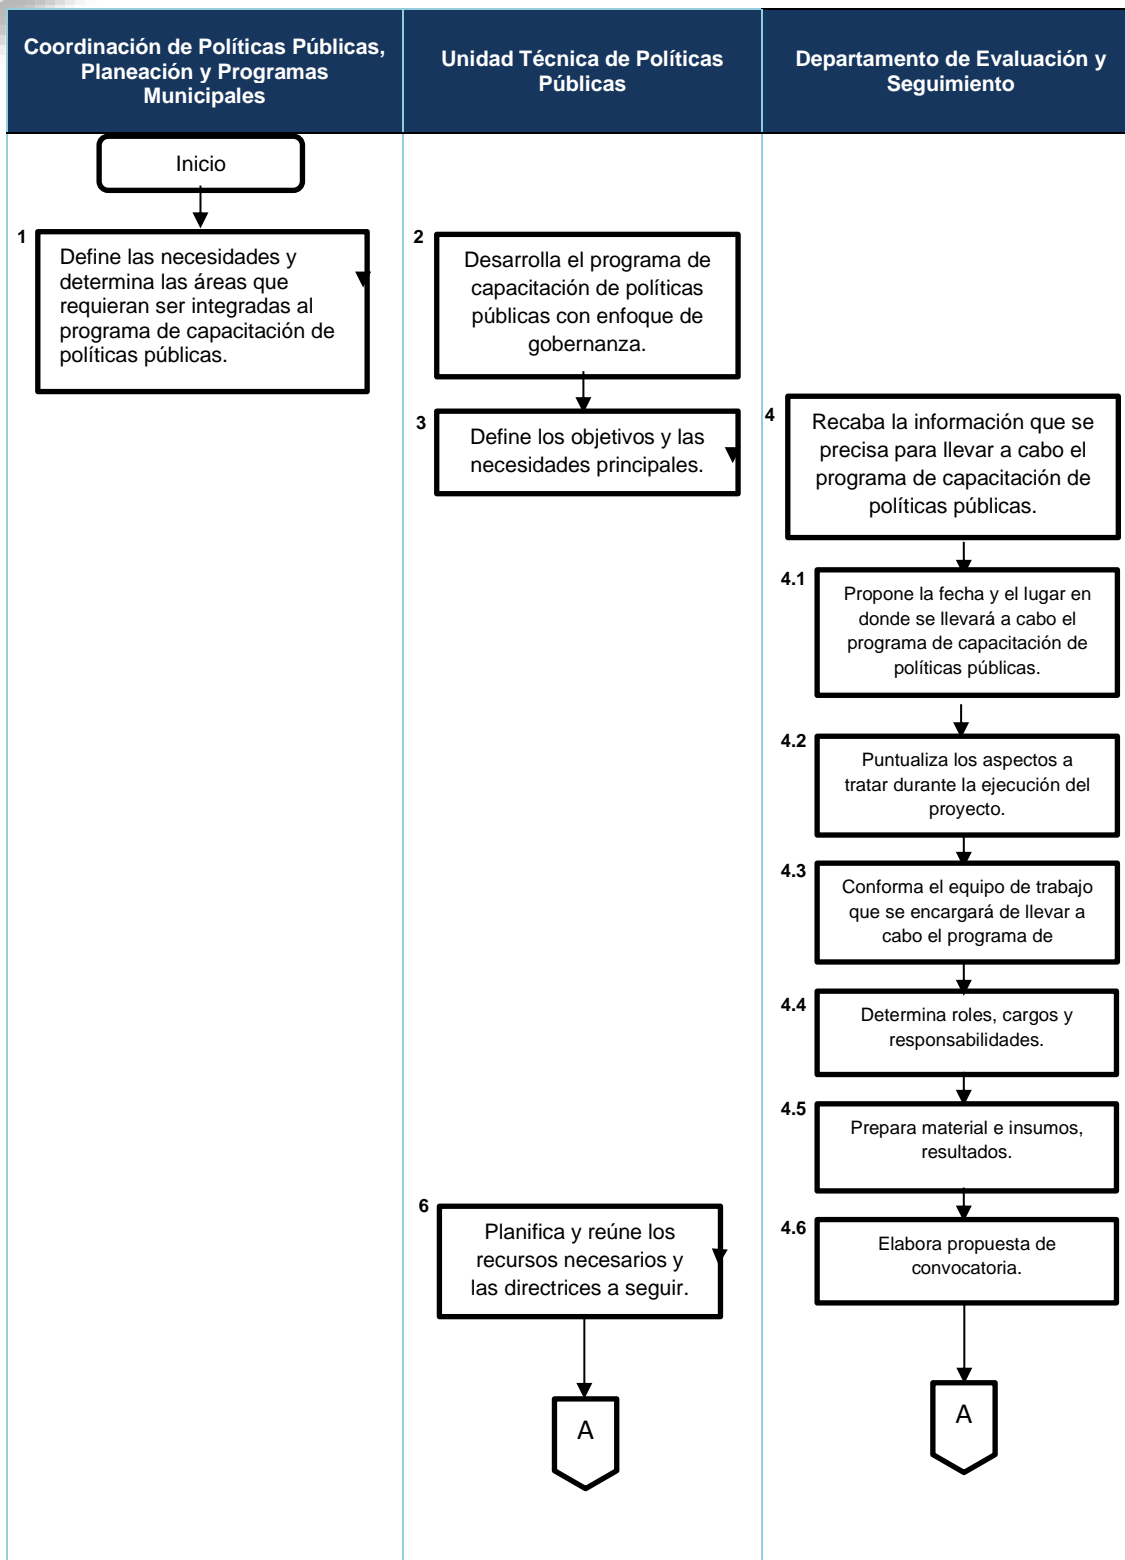 Coordinación de Políticas Públicas,
Planeación y Programas
Municipales
Unidad Técnica de Políticas
Públicas
Departamento de Evaluación y
Seguimiento
Inicio
1
Define las necesidades y
determina las áreas que
requieran ser integradas al
programa de capacitación de
políticas públicas.
2
Desarrolla el programa de
capacitación de políticas
públicas con enfoque de
gobernanza.
3
Define los objetivos y las
necesidades principales.
4
Recaba la información que se
precisa para llevar a cabo el
programa de capacitación de
políticas públicas.
4.1
Propone la fecha y el lugar en
donde se llevará a cabo el
programa de capacitación de
políticas públicas.
4.2
Puntualiza los aspectos a
tratar durante la ejecución del
proyecto.
4.3
Conforma el equipo de trabajo
que se encargará de llevar a
cabo el programa de
4.4
Determina roles, cargos y
responsabilidades.
4.5
Prepara material e insumos,
resultados.
4.6
Elabora propuesta de
convocatoria.
6
Planifica y reúne los
recursos necesarios y
las directrices a seguir.
A
A